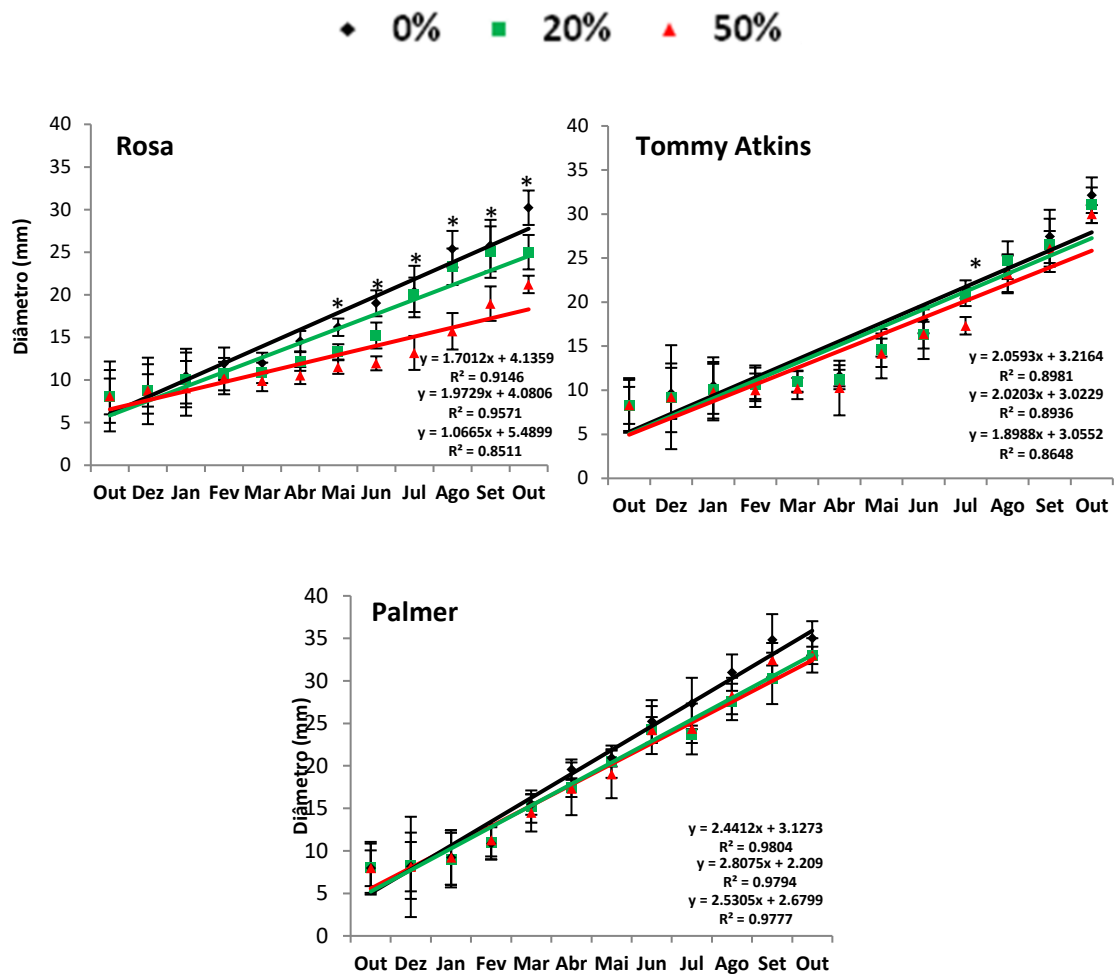 0% 20% 50%
Rosa
Diâmetro (mm)
40
35
30
25
20
15
10
5
0
* * * * * *
y = 1.7012x + 4.1359
R² = 0.9146
y = 1.9729x + 4.0806
R² = 0.9571
y = 1.0665x + 5.4899
R² = 0.8511
Out Dez Jan Fev Mar Abr Mai Jun Jul Ago Set Out
Tommy Atkins
40
35
30
25
20
15
10
5
0
*
y = 2.0593x + 3.2164
R² = 0.8981
y = 2.0203x + 3.0229
R² = 0.8936
y = 1.8988x + 3.0552
R² = 0.8648
Out Dez Jan Fev Mar Abr Mai Jun Jul Ago Set Out
Palmer
Diâmetro (mm)
40
35
30
25
20
15
10
5
0
y = 2.4412x + 3.1273
R² = 0.9804
y = 2.8075x + 2.209
R² = 0.9794
y = 2.5305x + 2.6799
R² = 0.9777
Out Dez Jan Fev Mar Abr Mai Jun Jul Ago Set Out